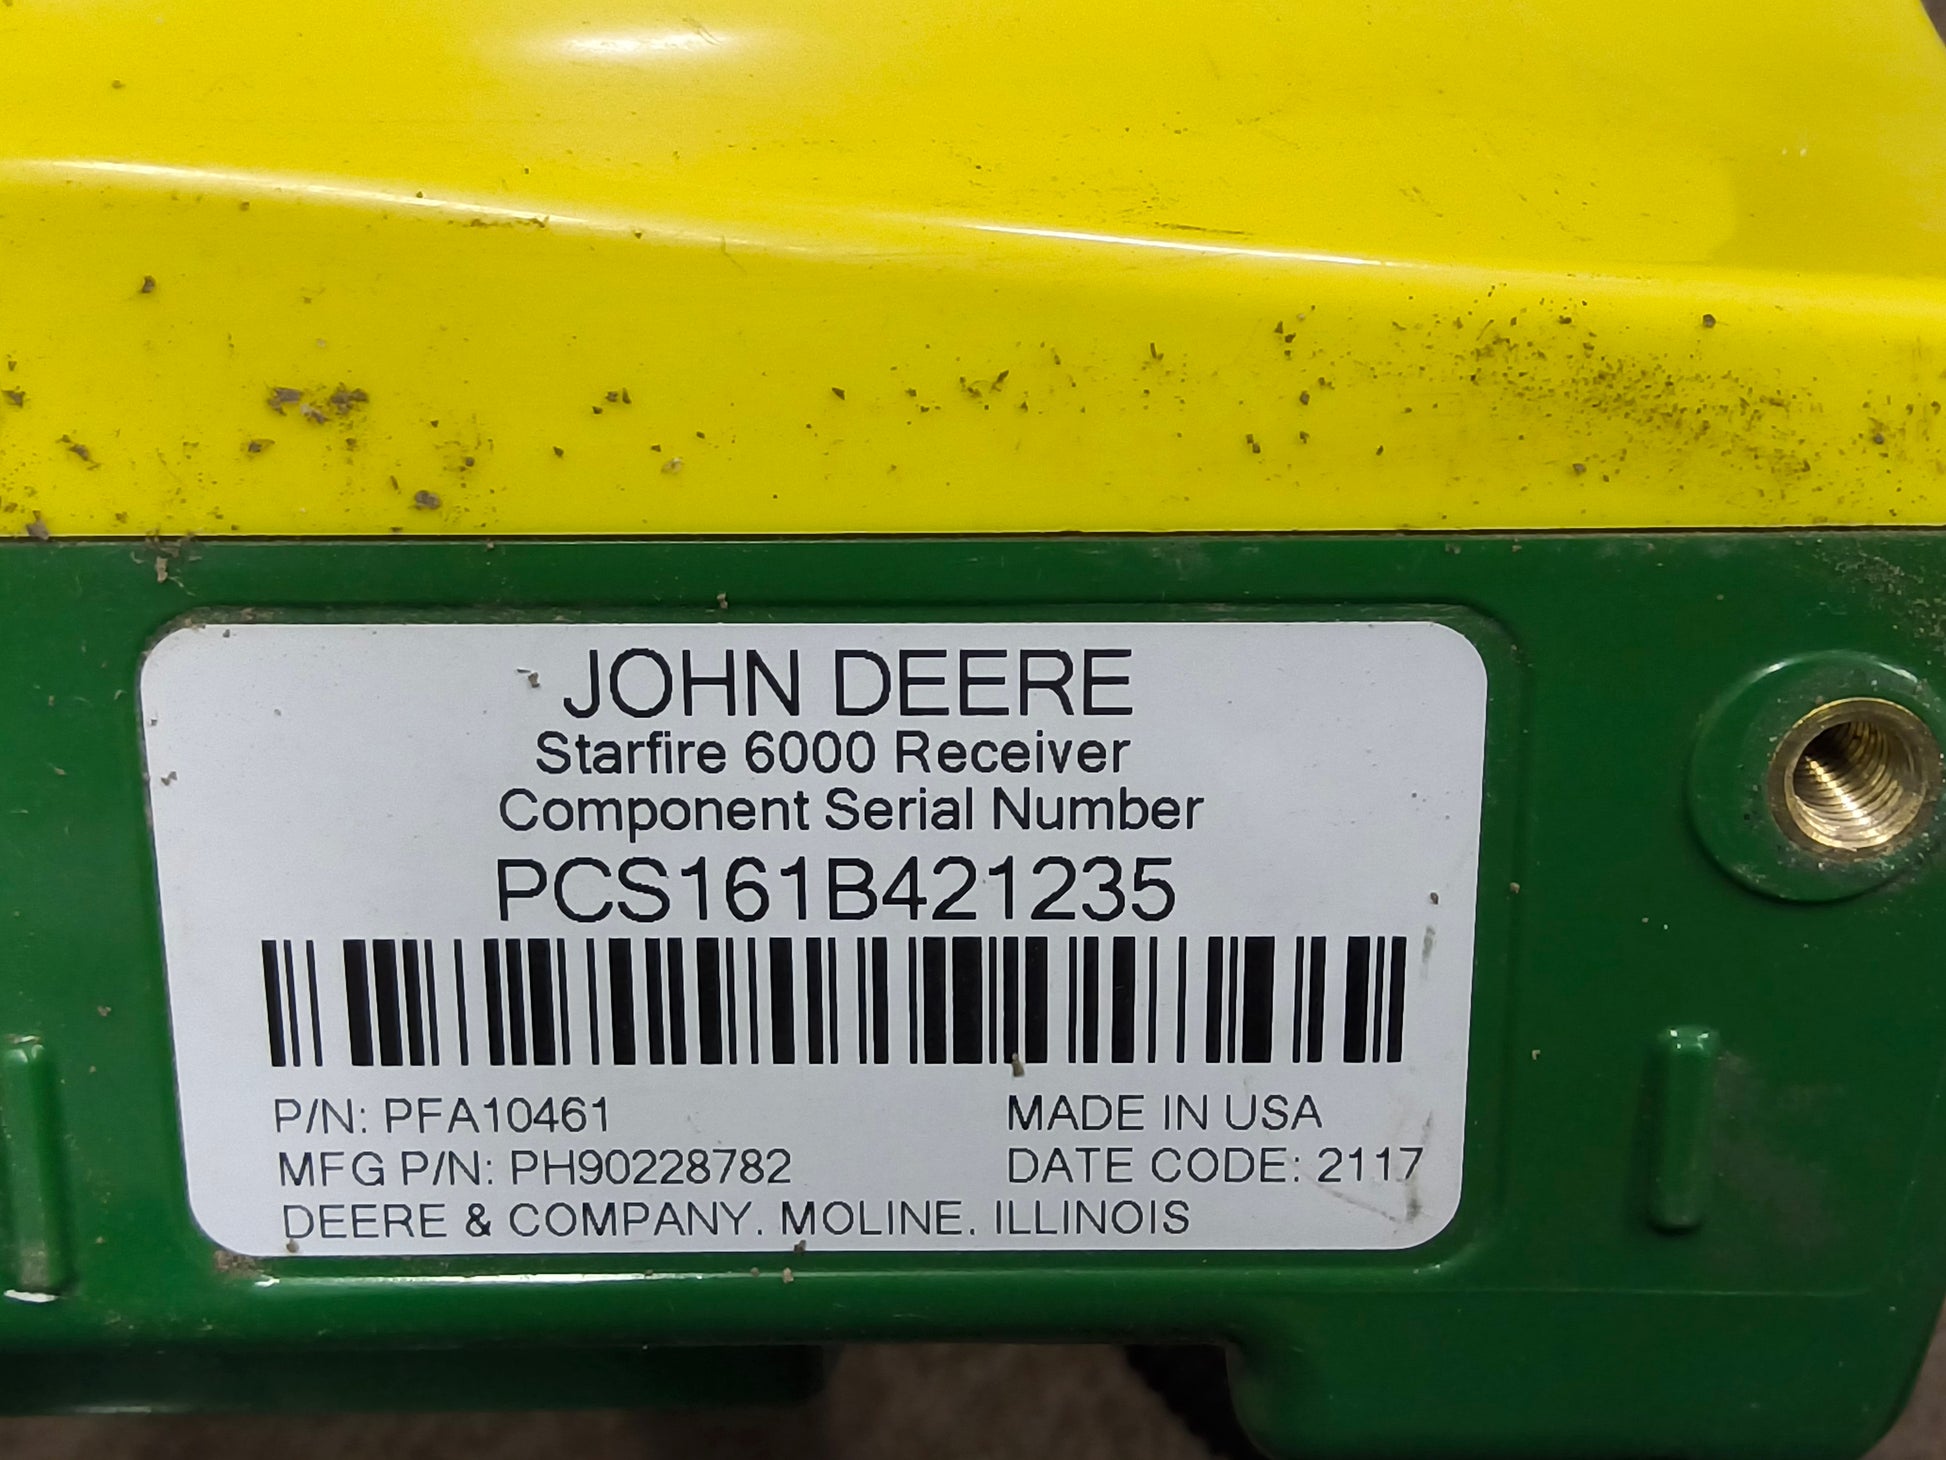 JOHN DEERE
Starfire 6000 Receiver
Component Serial Number
PCS161B421235
P/N: PFA10461
MADE IN USA
MFG P/N: PH90228782
DATE CODE: 2117
DEERE & COMPANY. MOLINE. ILLINOIS